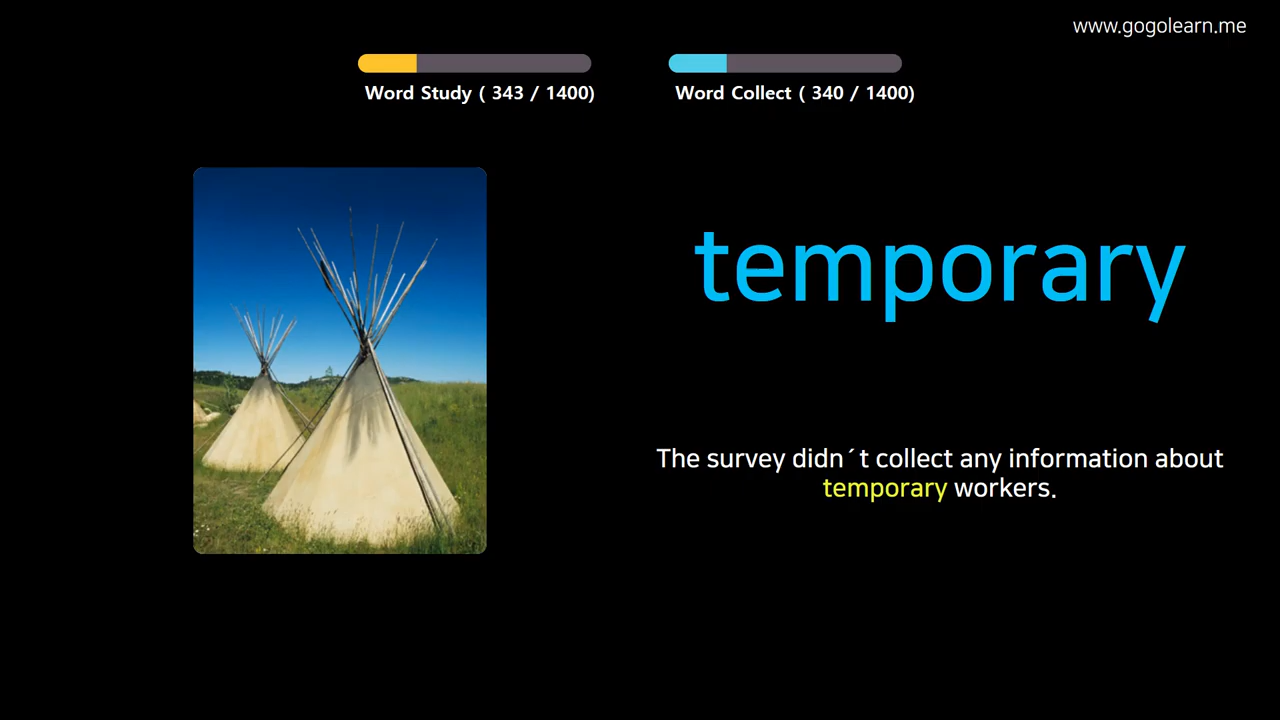 www.gogolearn.me
Word Study ( 343 / 1400)
Word Collect ( 340 / 1400)
temporary
The survey didn´t collect any information about
temporary workers.